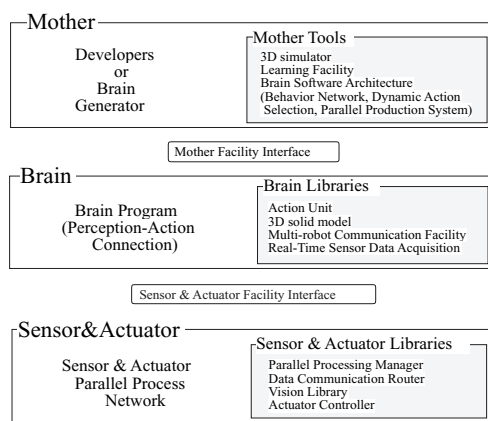 Mother
Developers
or
Brain
Generator
Mother Tools
3D simulator
Learning Facility
Brain Software Architecture
(Behavior Network, Dynamic Action
Selection, Parallel Production System)
Mother Facility Interface
Brain
Brain Program
(Perception-Action
Connection)
Brain Libraries
Action Unit
3D solid model
Multi-robot Communication Facility
Real-Time Sensor Data Acquisition
Sensor & Actuator Facility Interface
Sensor&Actuator
Sensor & Actuator
Parallel Process
Network
Sensor & Actuator Libraries
Parallel Processing Manager
Data Communication Router
Vision Library
Actuator Controller